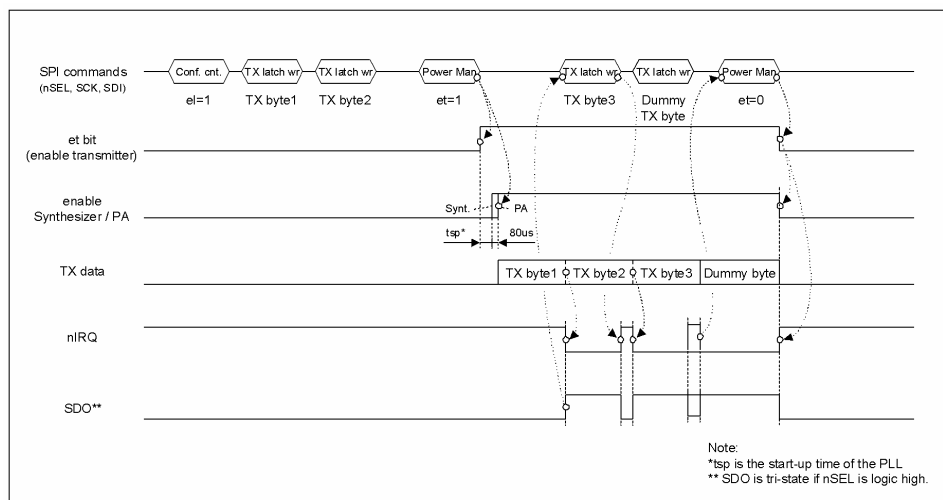 SPI commands
(nSEL, SCK, SDI)
Conf. cnt.
TX latch wr
TX latch wr
Power Man
TX latch wr
TX latch wr
Power Man
el=1
TX byte1
TX byte2
et=1
TX byte3
Dummy
TX byte
et=0
et bit
(enable transmitter)
enable
Synthesizer / PA
Synt.
PA
tsp*
80us
TX data
TX byte1
TX byte2
TX byte3
Dummy byte
nIRQ
SDO**
Note:
*tsp is the start-up time of the PLL
** SDO is tri-state if nSEL is logic high.